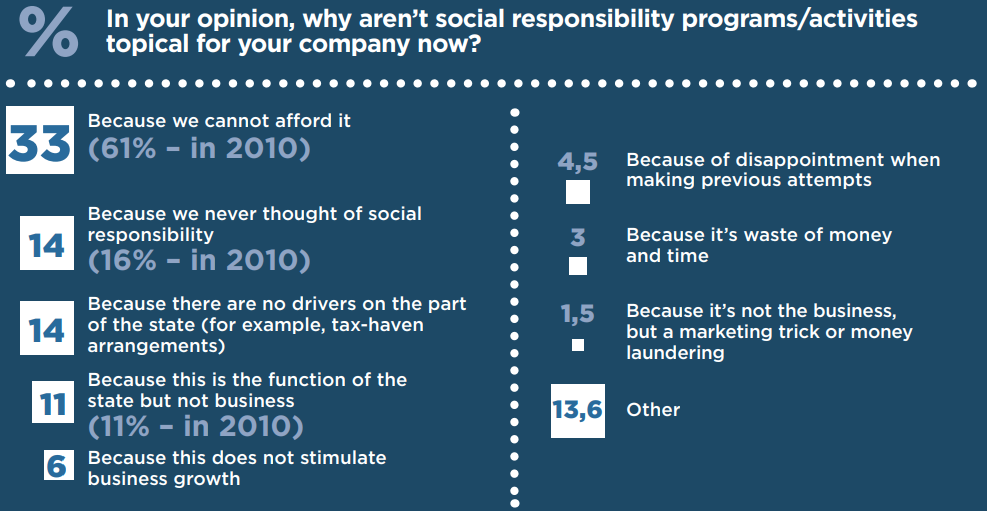 %
In your opinion, why aren't social responsibility programs/activities
topical for your company now?
33
Because we cannot afford it
(61% – in 2010)
14
Because we never thought of social
responsibility
(16% – in 2010)
14
Because there are no drivers on the part
of the state (for example, tax-haven
arrangements)
11
Because this is the function of the
state but not business
(11% – in 2010)
6
Because this does not stimulate
business growth
4,5
Because of disappointment when
making previous attempts
3
Because it's waste of money
and time
1,5
Because it's not the business,
but a marketing trick or money
laundering
13,6
Other